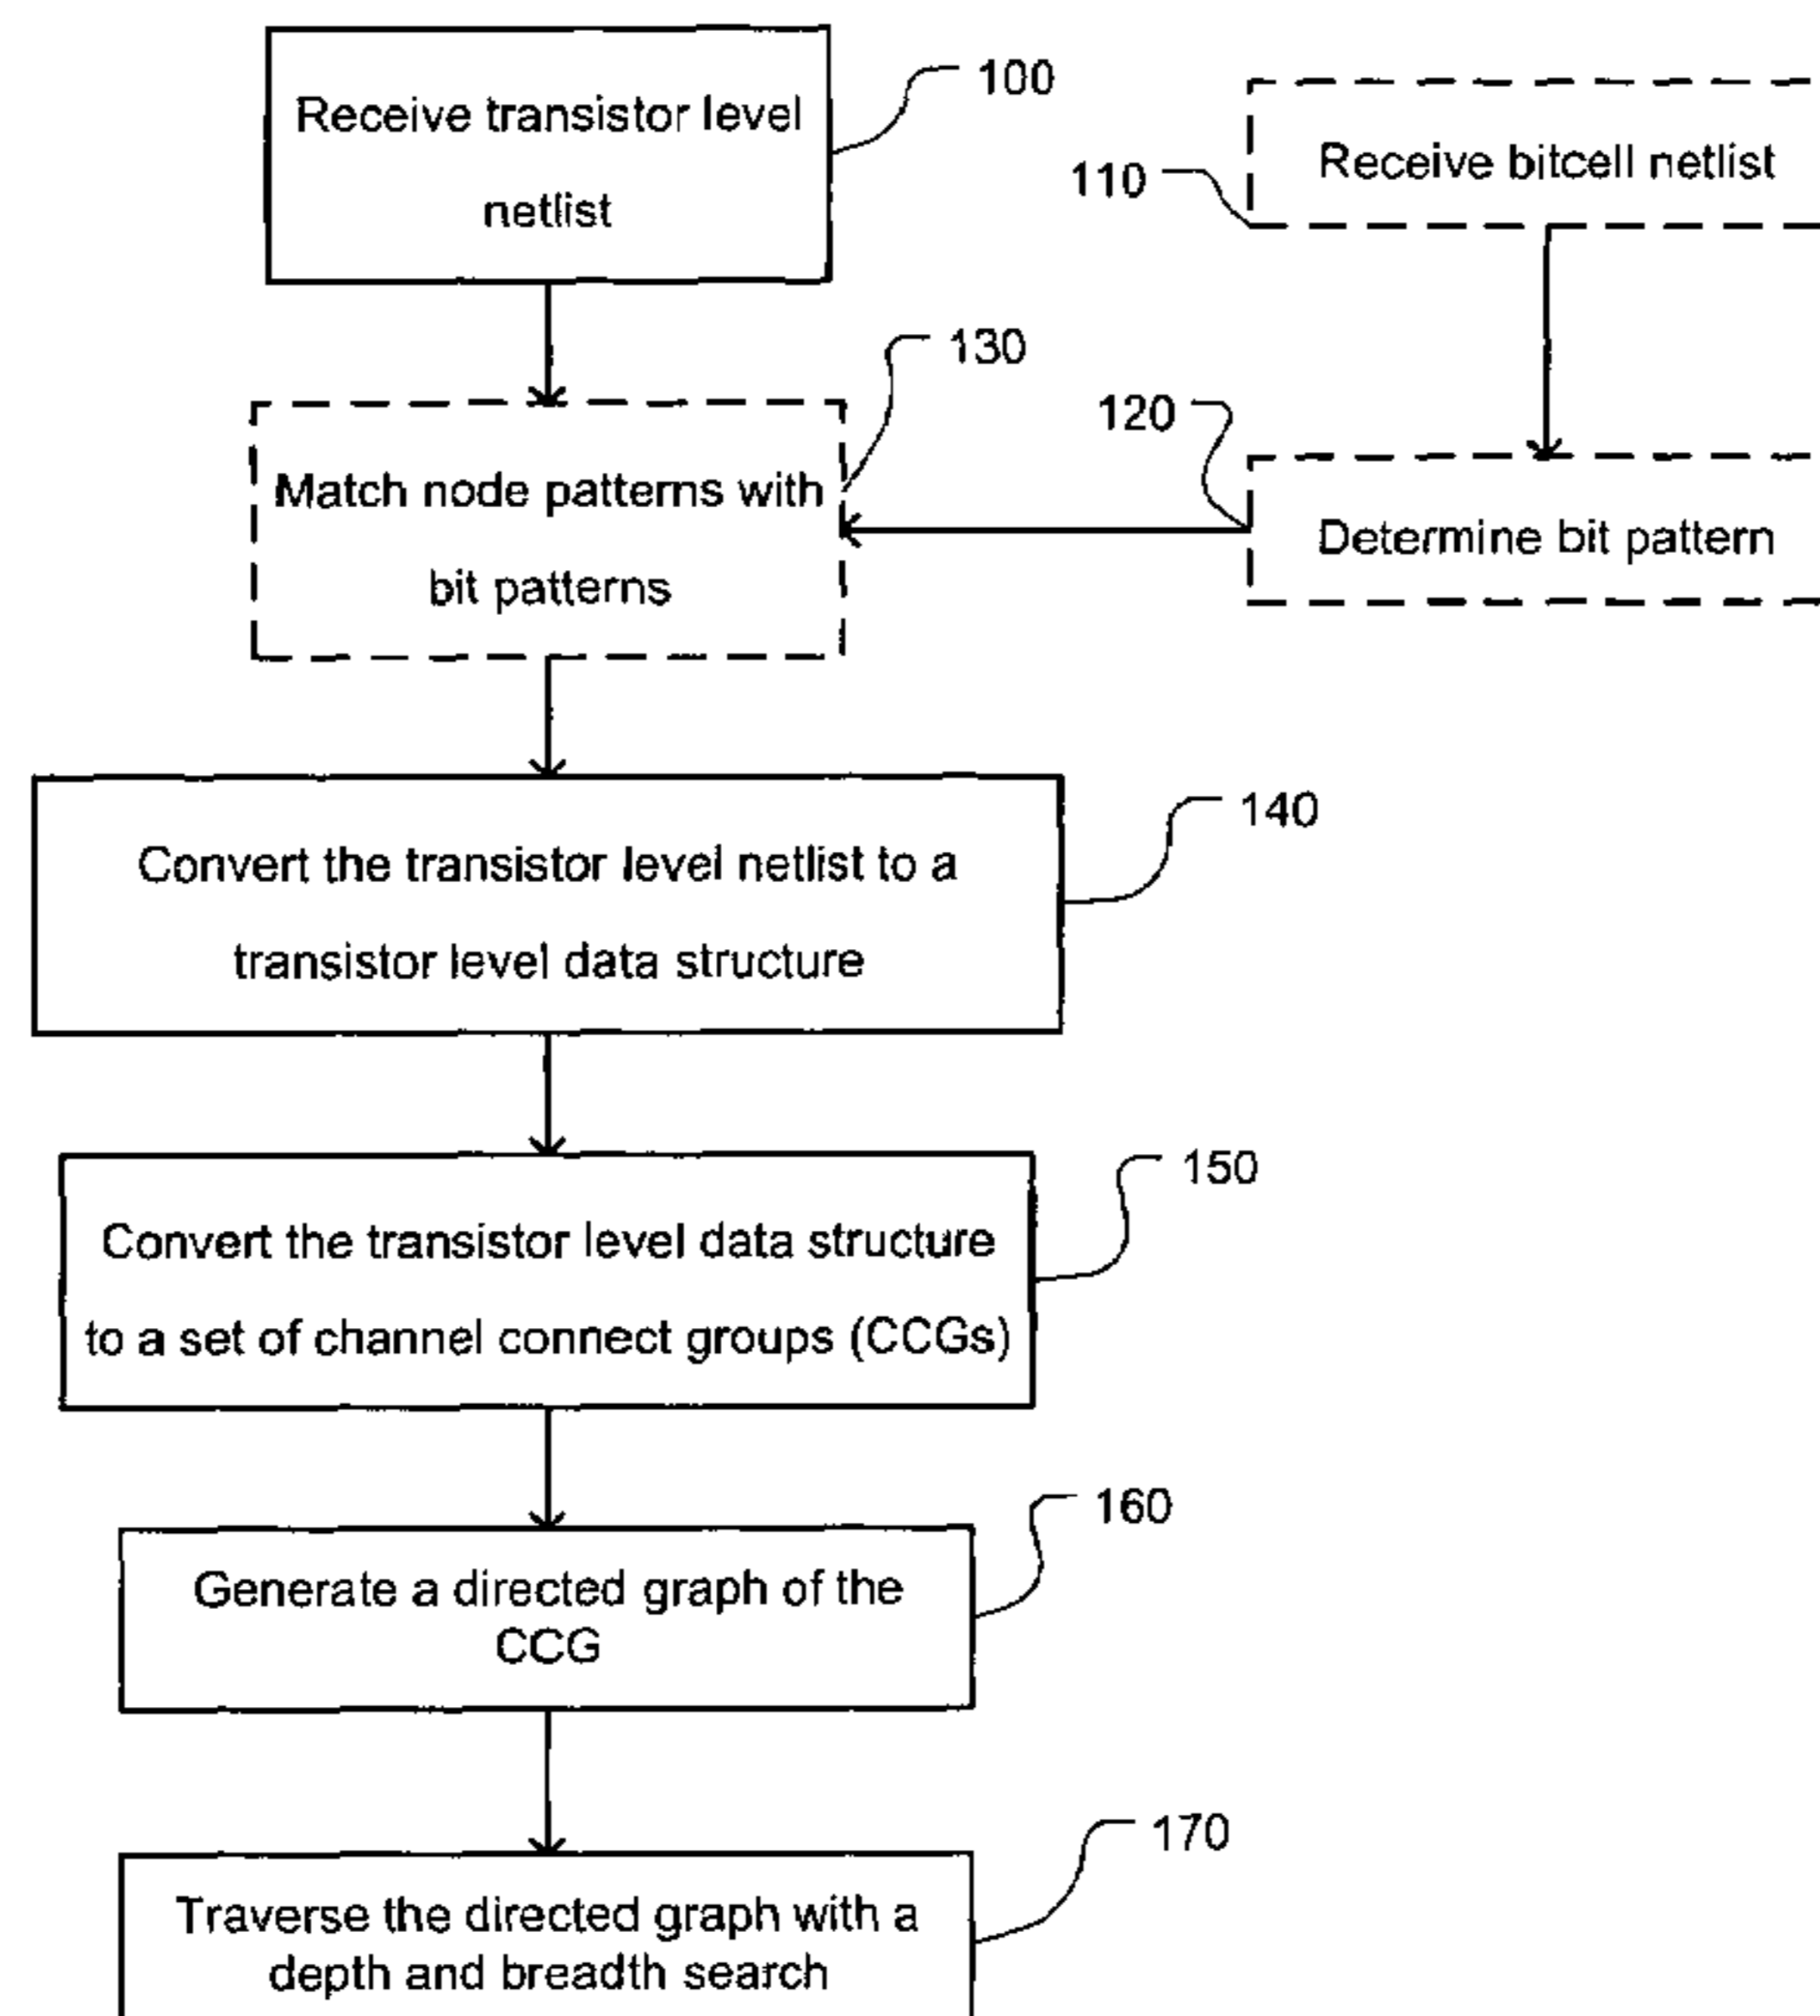 Receive transistor level
netlist
100
110
Receive bitcell netlist
130
Match node patterns with
bit patterns
120
Determine bit pattern
140
Convert the transistor level netlist to a
transistor level data structure
150
Convert the transistor level data structure
to a set of channel connect groups (CCGs)
160
Generate a directed graph of the
CCG
170
Traverse the directed graph with a
depth and breadth search